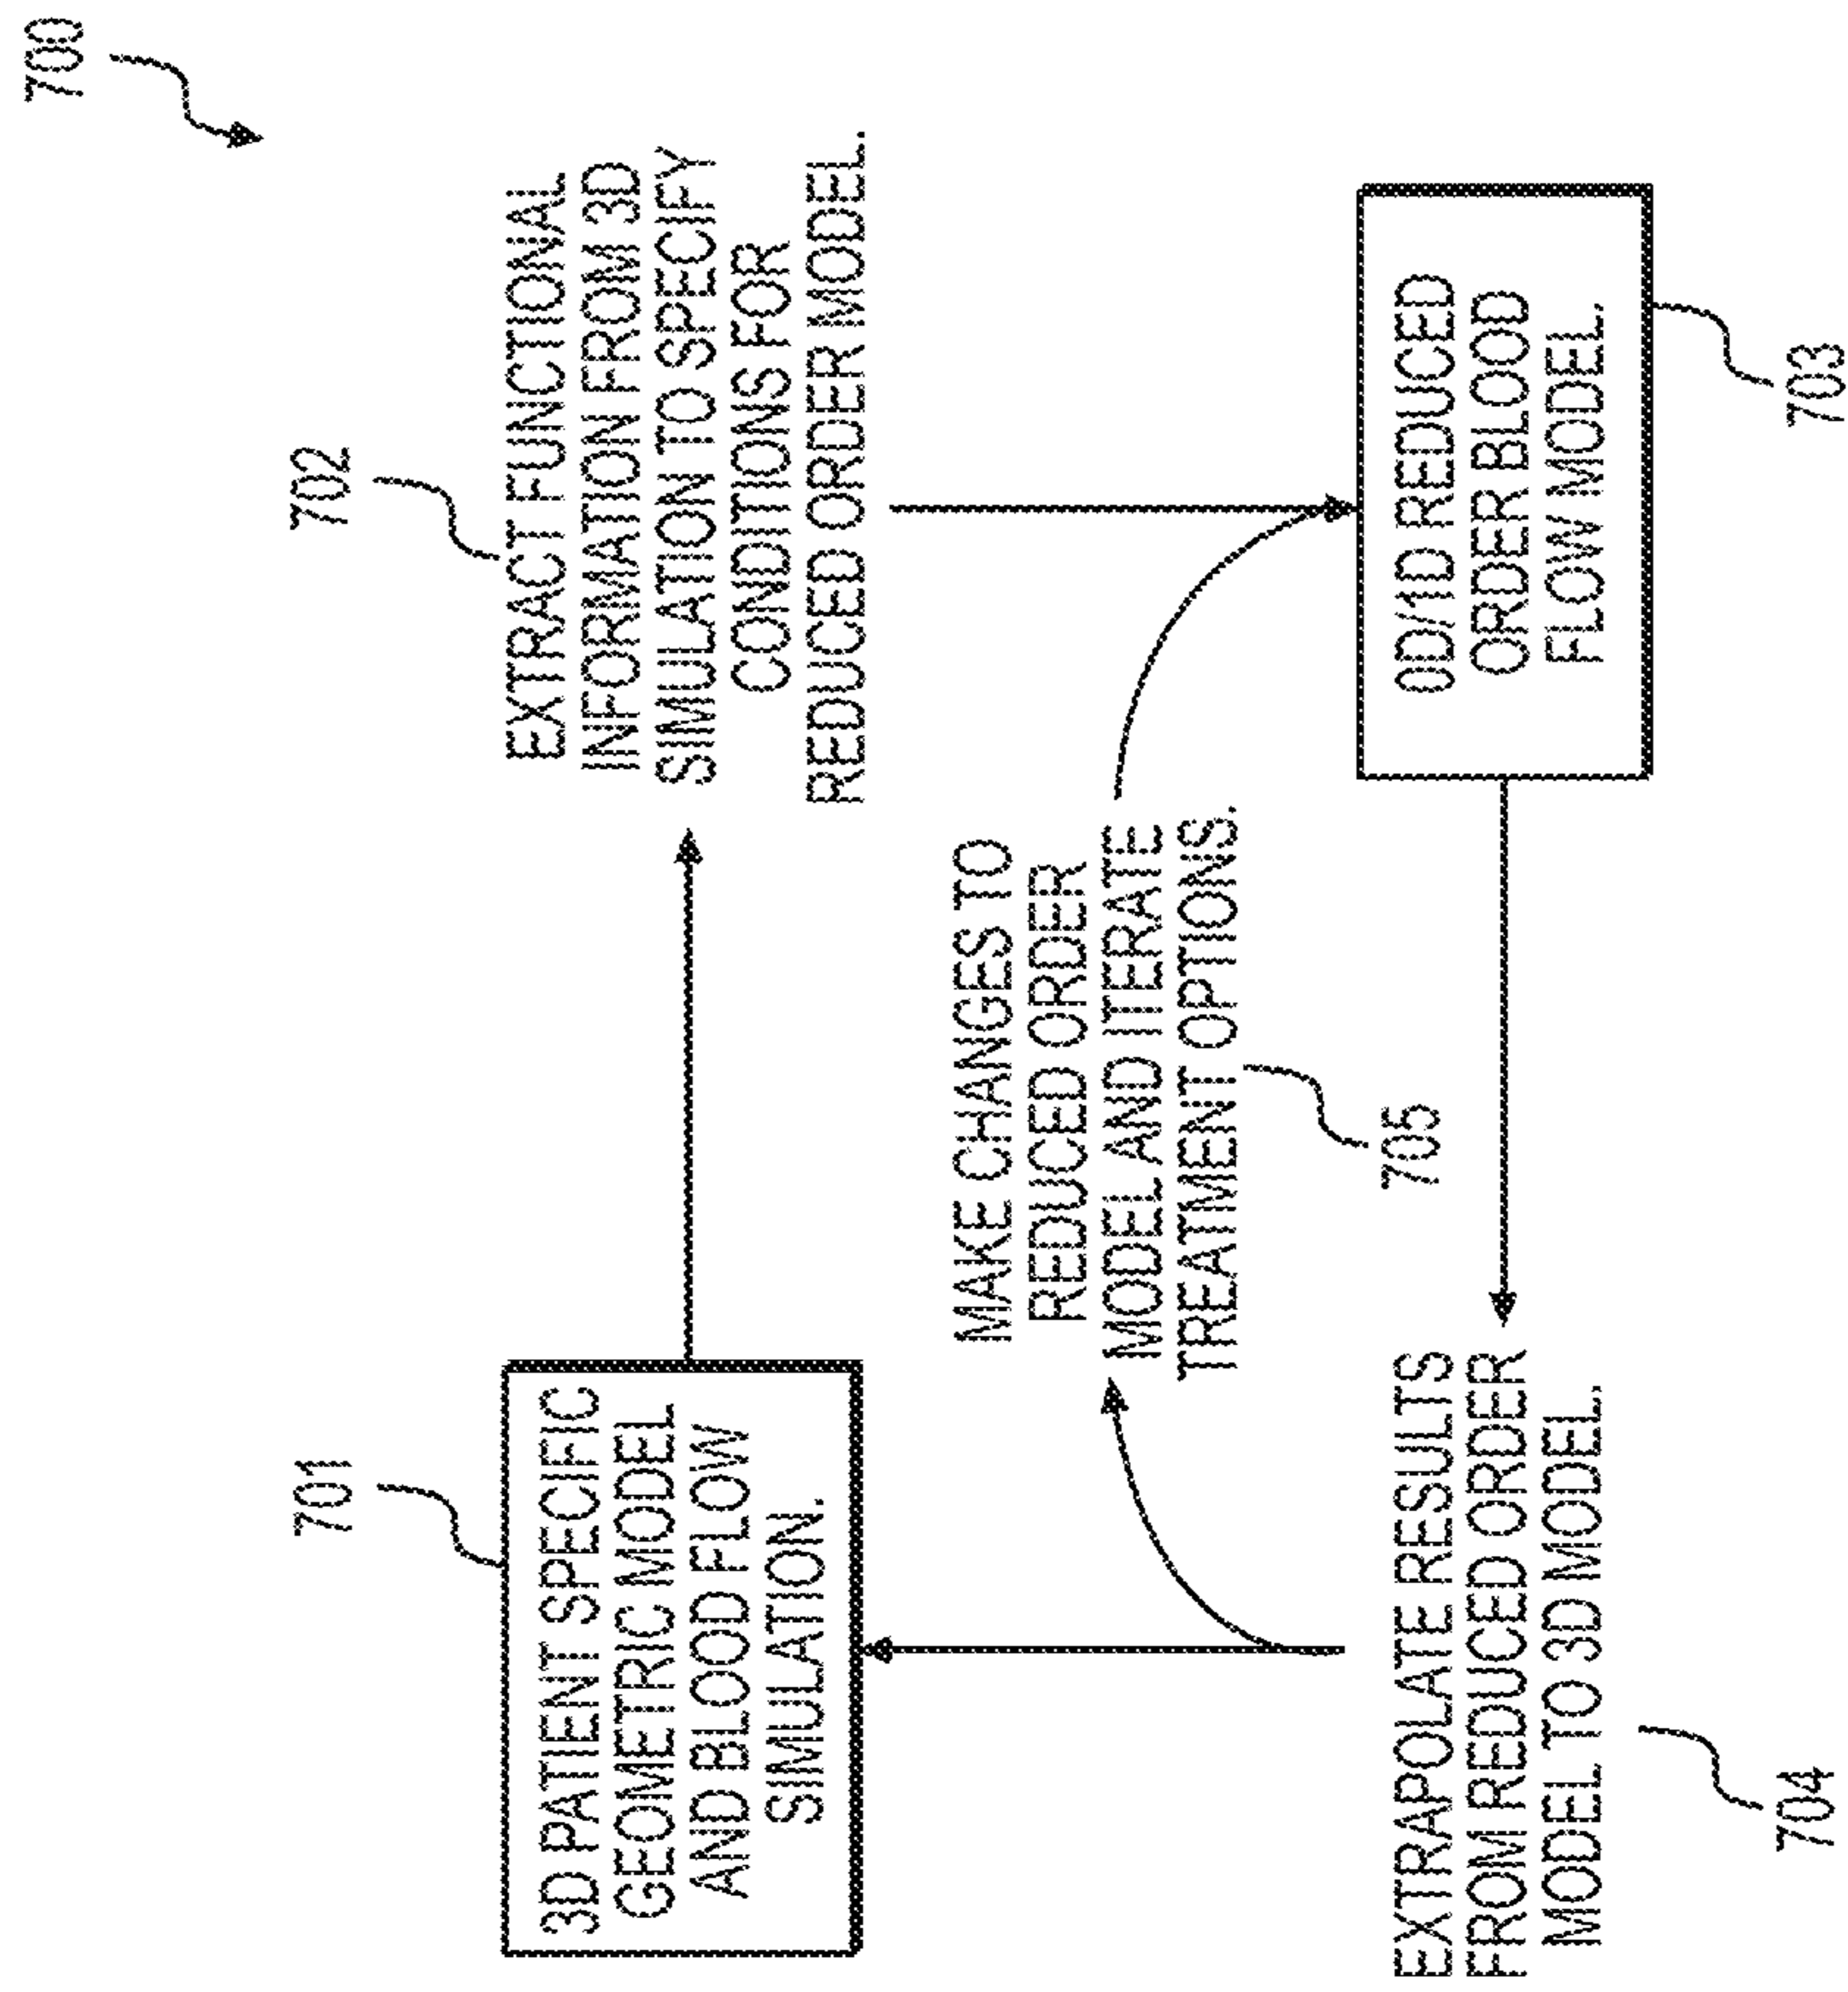 700
701
3D PATIENT SPECIFIC
GEOMETRIC MODEL
AND BLOOD FLOW
SIMULATION.
702
EXTRACT FUNCTIONAL
INFORMATION FROM 3D
SIMULATION TO SPECIFY
CONDITIONS FOR
REDUCED ORDER MODEL.
MAKE CHANGES TO
REDUCED ORDER
MODEL AND ITERATE
TREATMENT OPTIONS.
705
EXTRAPOLATE RESULTS
FROM REDUCED ORDER
MODEL TO 3D MODEL.
704
0D/1D REDUCED
ORDER BLOOD
FLOW MODEL.
703